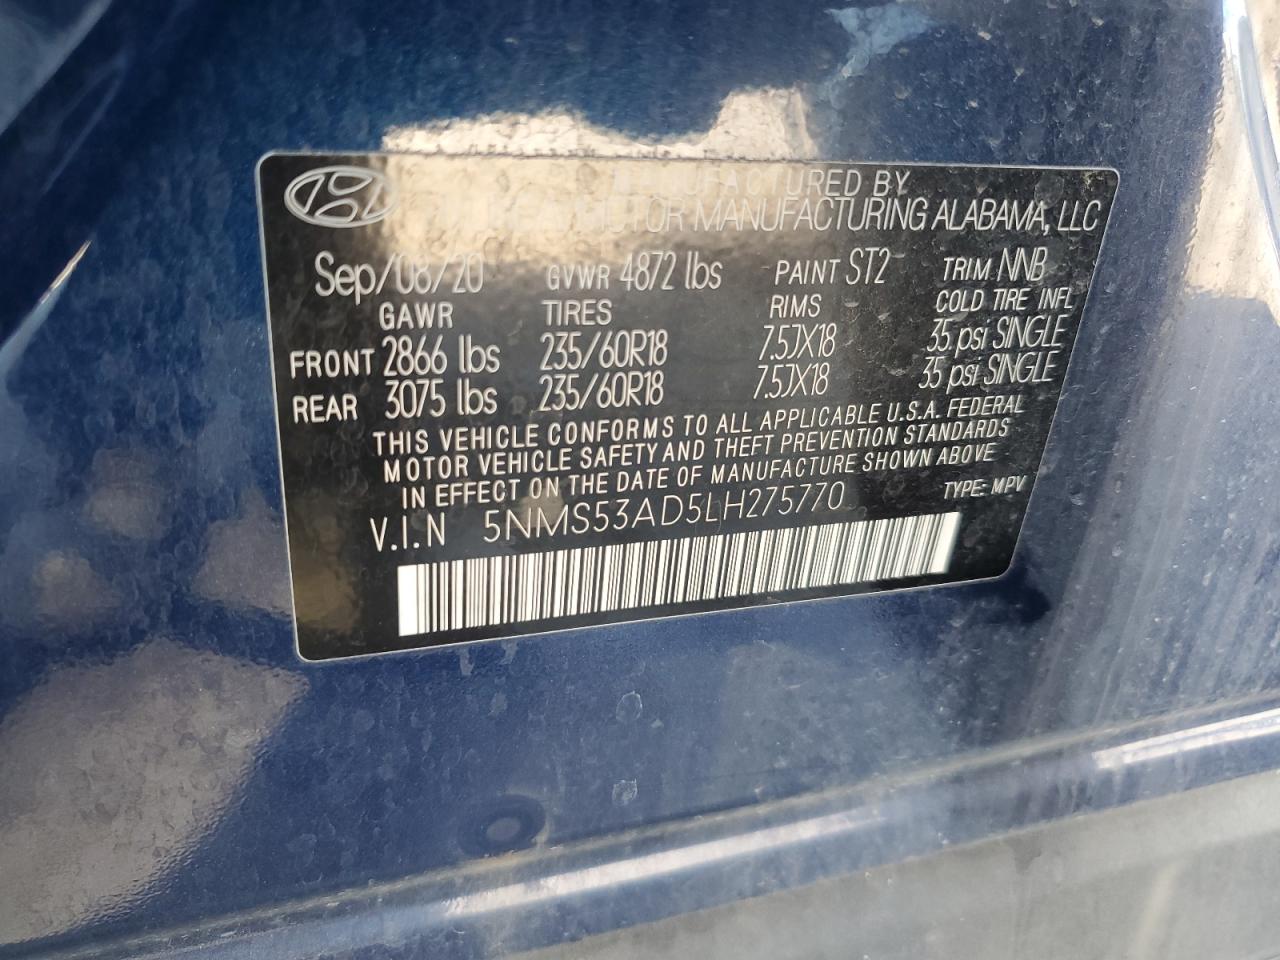 MANUFACTURED BY
MOTOR MANUFACTURING ALABAMA, LLC
Sep/08/20 GVWR 4872 lbs PAINT ST2 TRIM NNB
GAWR TIRES RIMS COLD TIRE INFL
FRONT 2866 lbs 235/60R18 7.5JX18 35 psi SINGLE
REAR 3075 lbs 235/60R18 7.5JX18 35 psi SINGLE
THIS VEHICLE CONFORMS TO ALL APPLICABLE U.S.A. FEDERAL
MOTOR VEHICLE SAFETY AND THEFT PREVENTION STANDARDS
IN EFFECT ON THE DATE OF MANUFACTURE SHOWN ABOVE
V.I.N 5NMS53AD5LH275770 TYPE: MPV